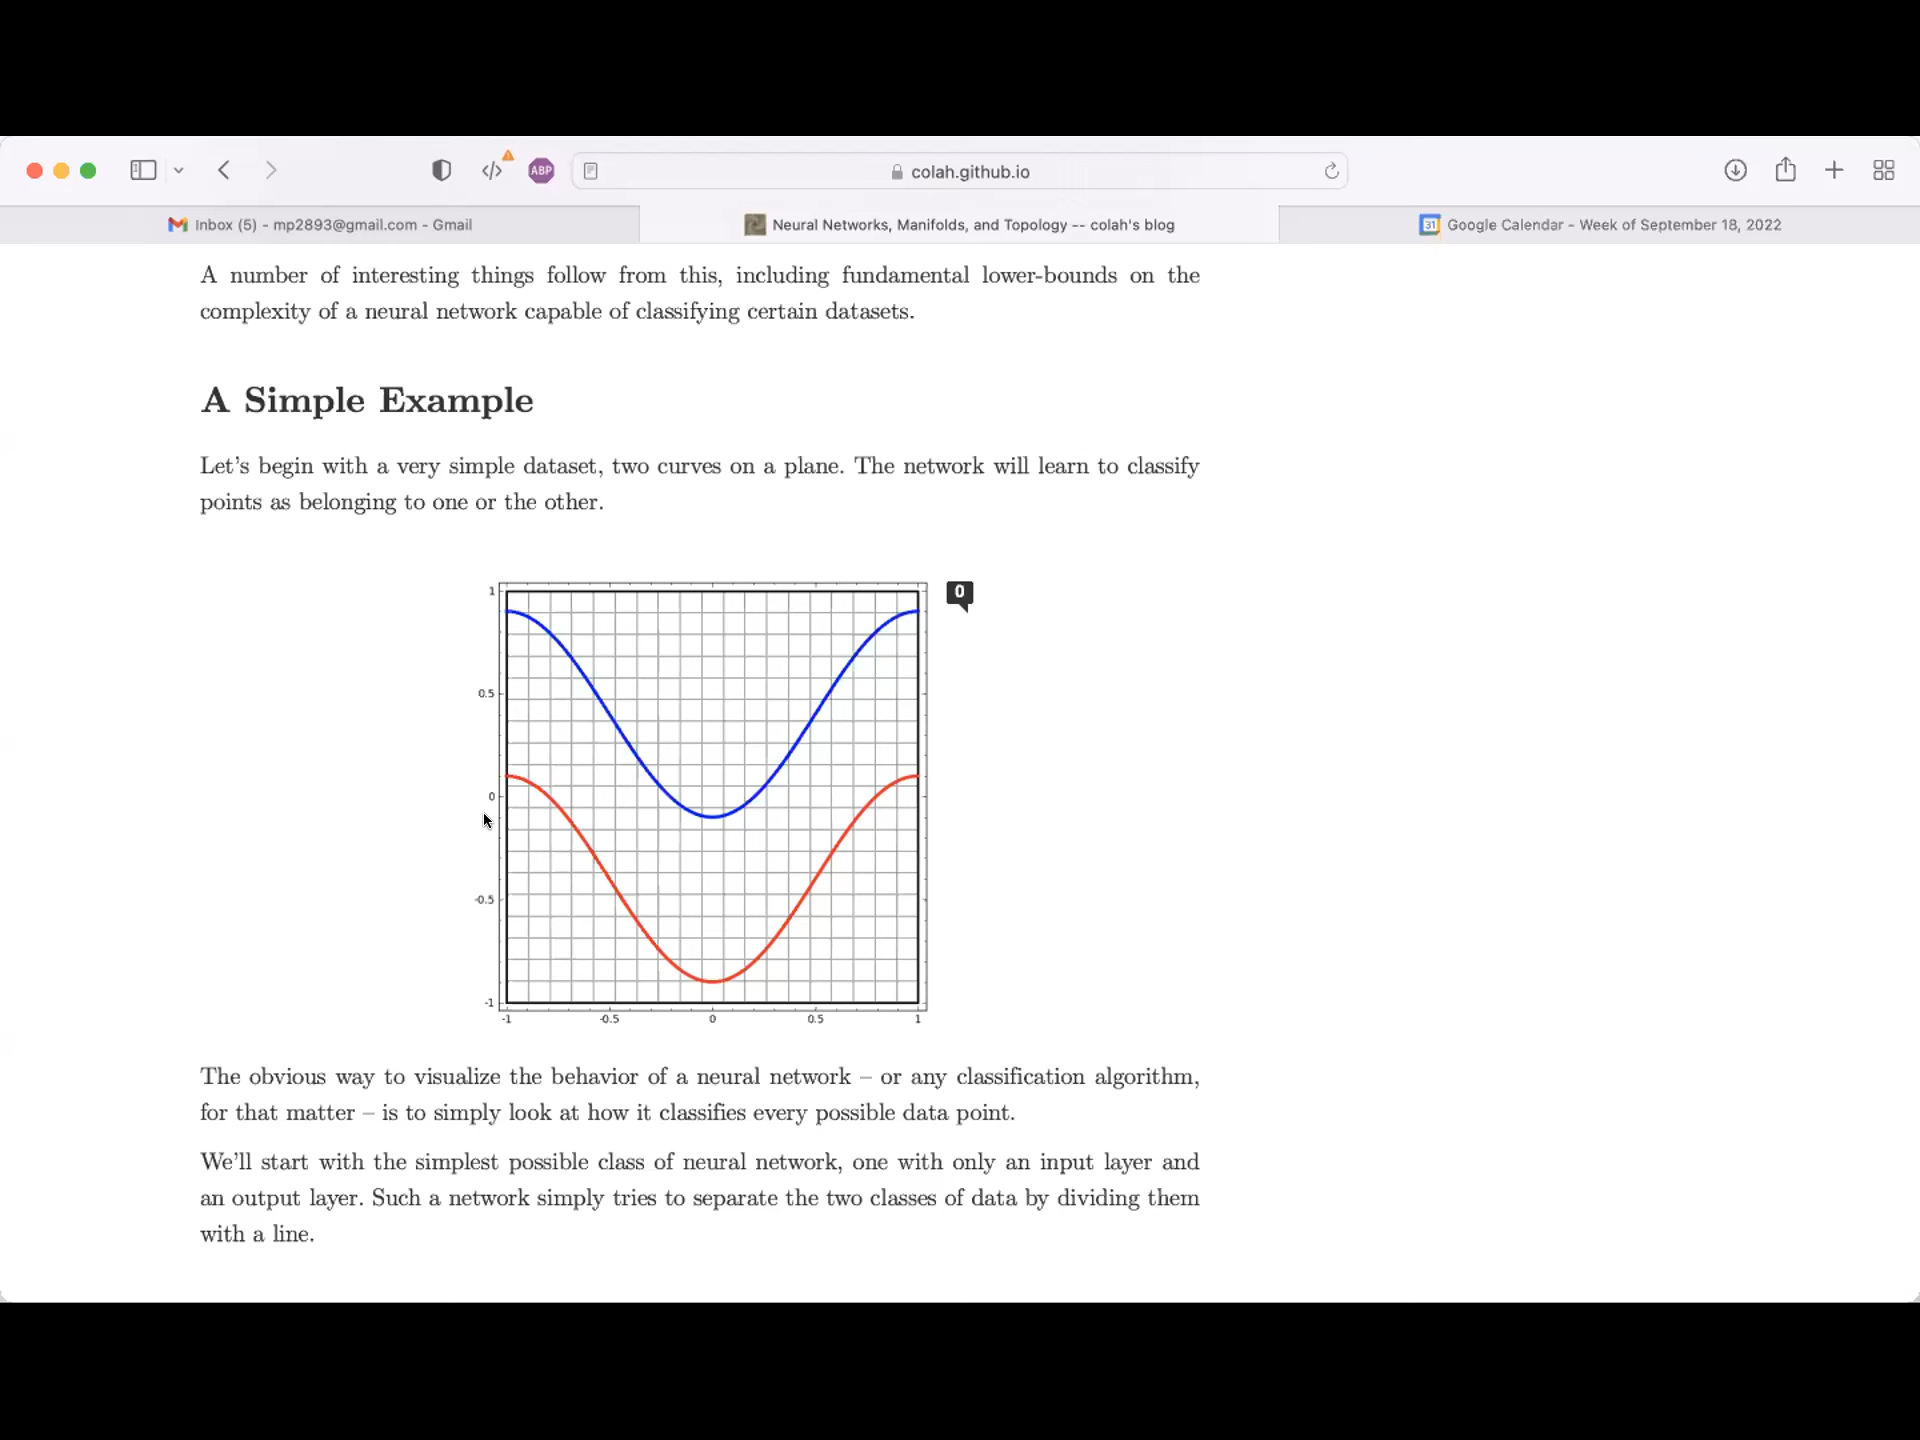 ABP
colah.github.io
Inbox (5) - mp2893@gmail.com - Gmail
Neural Networks, Manifolds, and Topology -- colah's blog
31
Google Calendar - Week of September 18, 2022
A number of interesting things follow from this, including fundamental lower-bounds on the
complexity of a neural network capable of classifying certain datasets.
A Simple Example
Let's begin with a very simple dataset, two curves on a plane. The network will learn to classify
points as belonging to one or the other.
0
1
0.5
0
-0.5
-1
-1 -0.5 0 0.5 1
The obvious way to visualize the behavior of a neural network – or any classification algorithm,
for that matter – is to simply look at how it classifies every possible data point.
We'll start with the simplest possible class of neural network, one with only an input layer and
an output layer. Such a network simply tries to separate the two classes of data by dividing them
with a line.